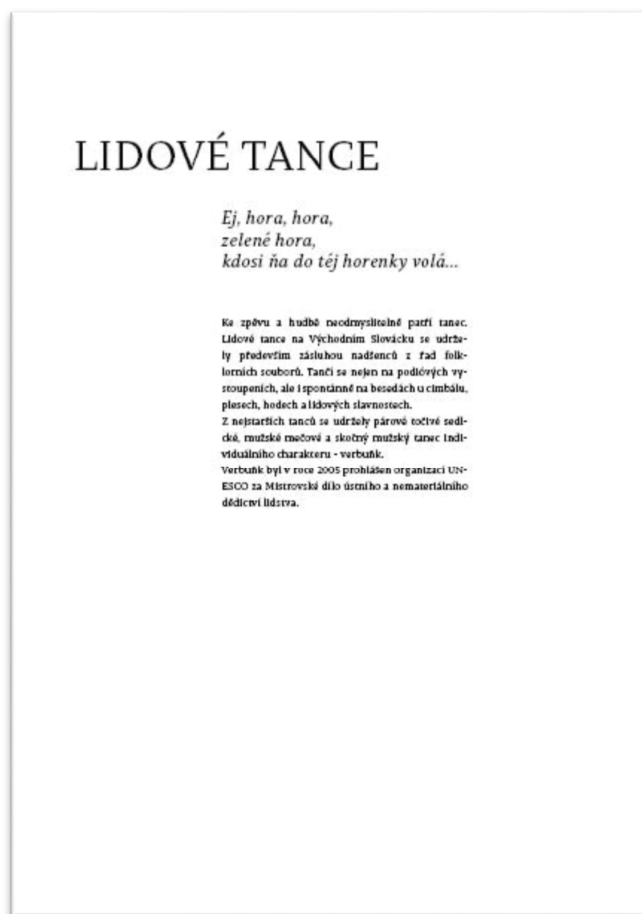 LIDOVÉ TANCE
Ej, hora, hora,
zelené hora,
kdosi ňa do téj horenky volá...
Ke zpěvu a hudbě neodmyslitelně patří tanec.
Lidové tance na Východním Slovácku se udrže-
ly především zásluhou nadšenců z řad folk-
lorních souborů. Tančí se nejen na podiových vy-
stoupeních, ale i spontánně na besedách u cimbálu,
plesech, hodech a lidových slavnostech.
Z nejstarších tanců se udržely párové točivé sedl-
cké, mužské mečové a skočný mužský tanec indi-
viduálního charakteru - verbuňk.
Verbuňk byl v roce 2005 prohlášen organizací UN-
ESCO za Mistrovské dílo ústního a nemateriálního
dědictví lidstva.